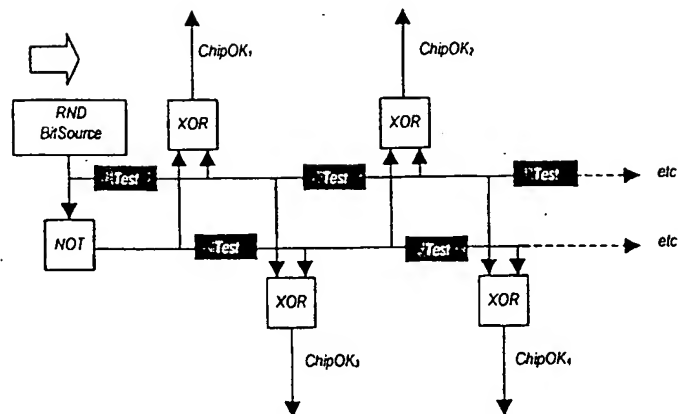 ChipOK₁
ChipOK₂
RND
BitSource
XOR
XOR
Test
Test
Test
etc
NOT
Test
Test
etc
XOR
XOR
ChipOK₃
ChipOK₄